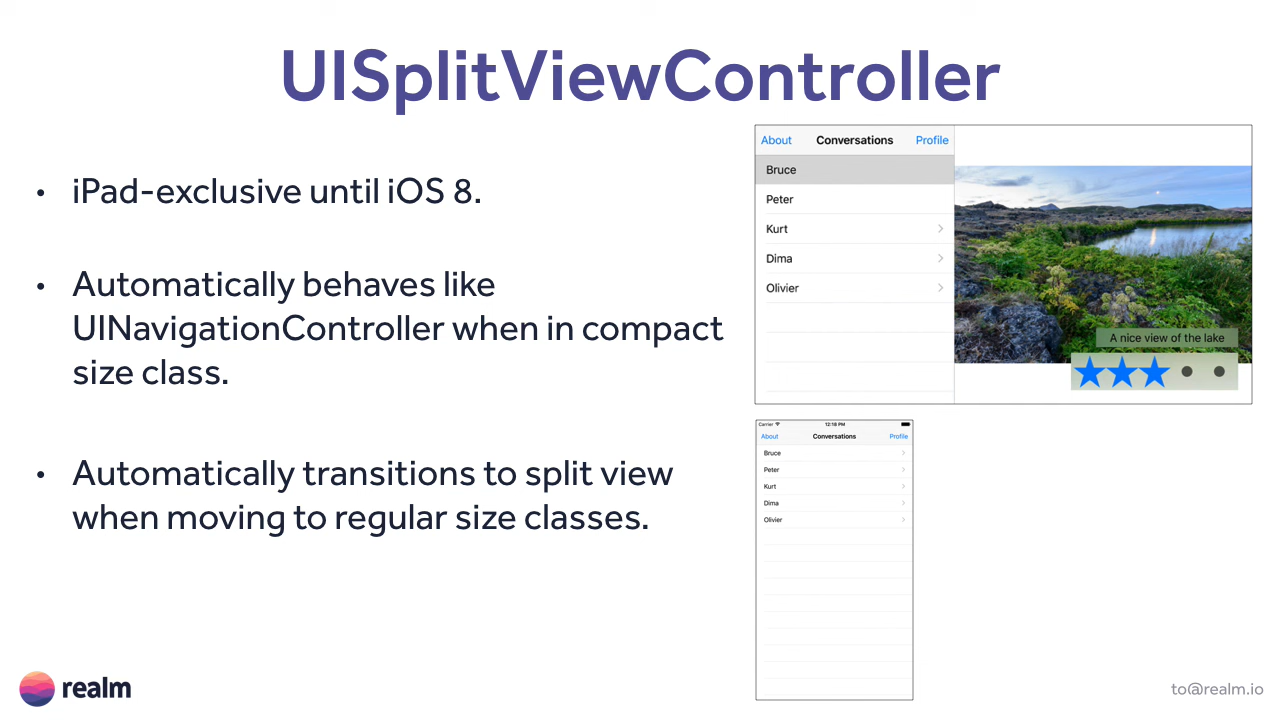 UISplitViewController
• iPad-exclusive until iOS 8.
• Automatically behaves like
UINavigationController when in compact
size class.
• Automatically transitions to split view
when moving to regular size classes.
About Conversations Profile
Bruce
Peter
Kurt
Dima
Olivier
A nice view of the lake
Carrier 12:18 PM
About Conversations Profile
Bruce
Peter
Kurt
Dima
Olivier
realm
to@realm.io